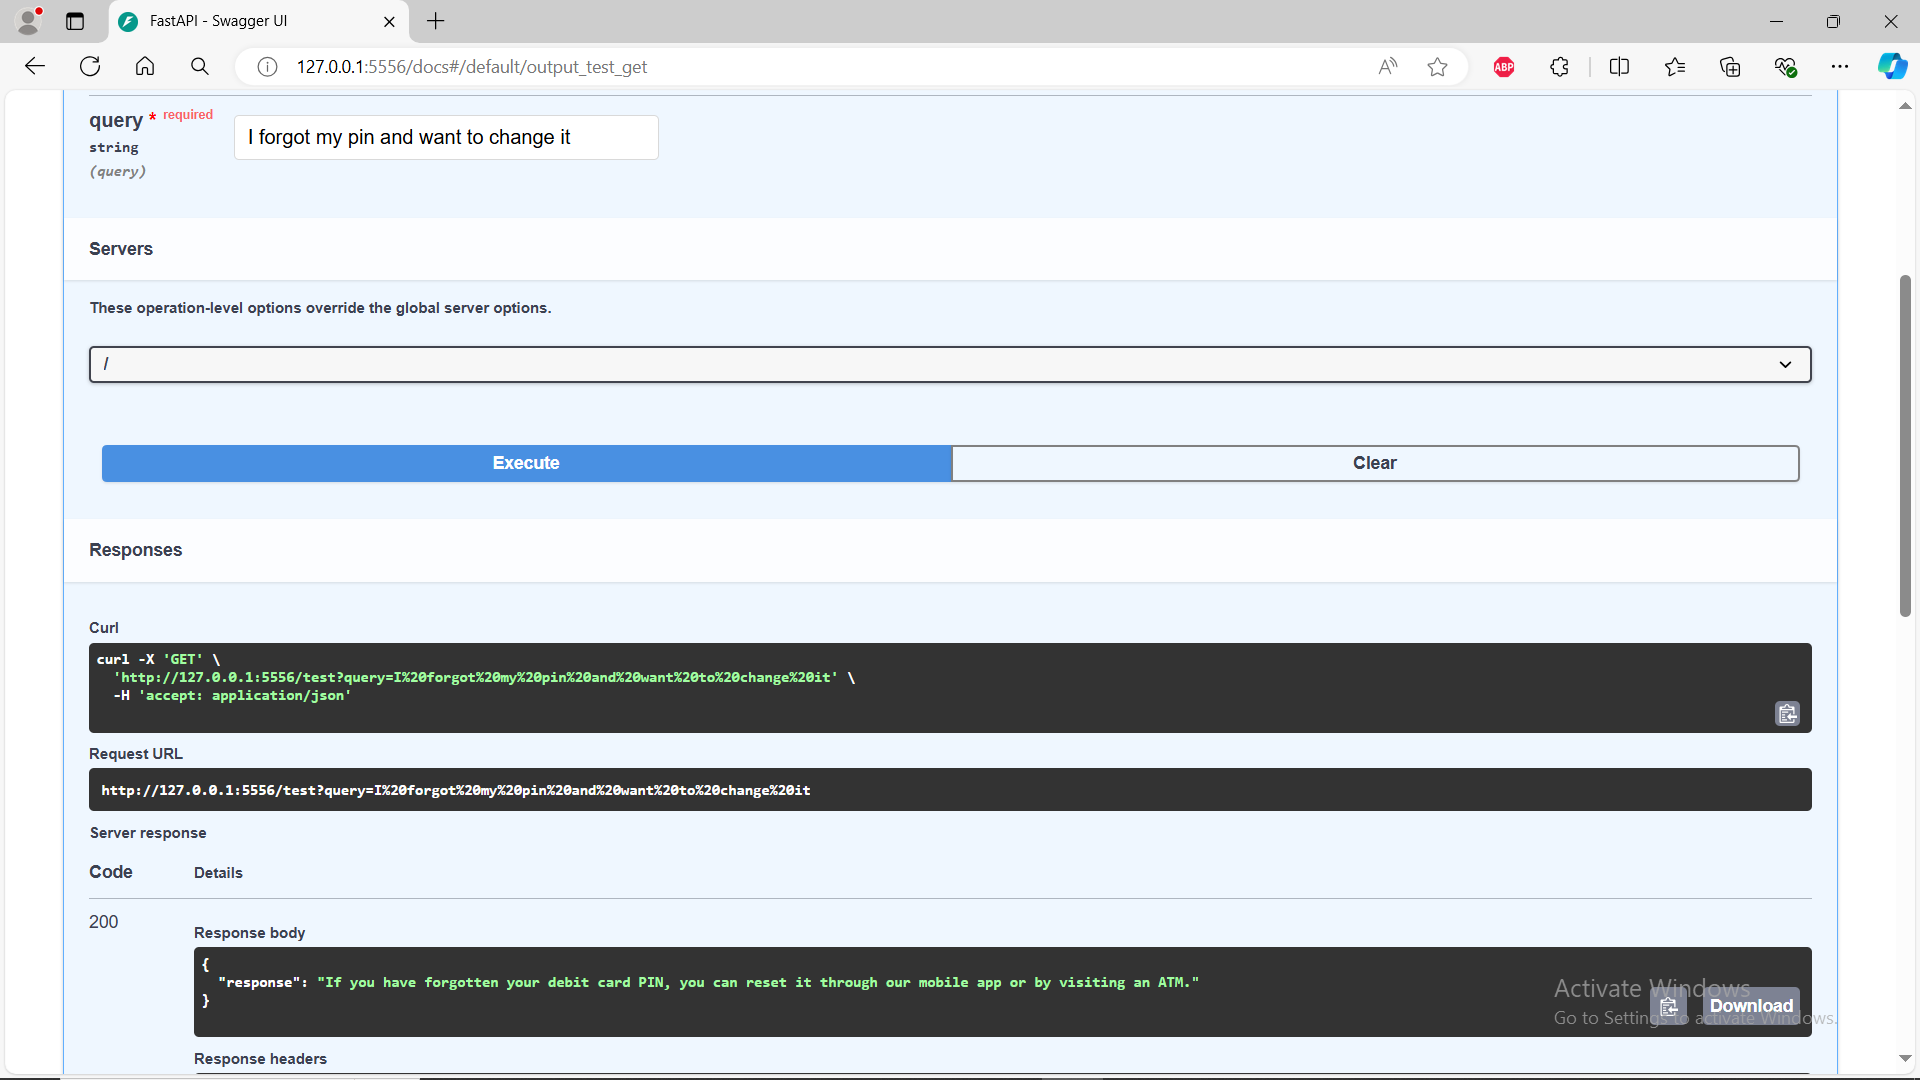 FastAPI - Swagger UI
127.0.0.1:5556/docs#/default/output_test_get
ABP
query * required
string
(query)
I forgot my pin and want to change it
Servers
These operation-level options override the global server options.
/
Execute
Clear
Responses
Curl
curl -X 'GET' \
'http://127.0.0.1:5556/test?query=I%20forgot%20my%20pin%20and%20want%20to%20change%20it' \
-H 'accept: application/json'
Request URL
http://127.0.0.1:5556/test?query=I%20forgot%20my%20pin%20and%20want%20to%20change%20it
Server response
Code Details
200
Response body
{
"response": "If you have forgotten your debit card PIN, you can reset it through our mobile app or by visiting an ATM."
}
Activate Windows
Go to Settings to activate Windows.
Download
Response headers